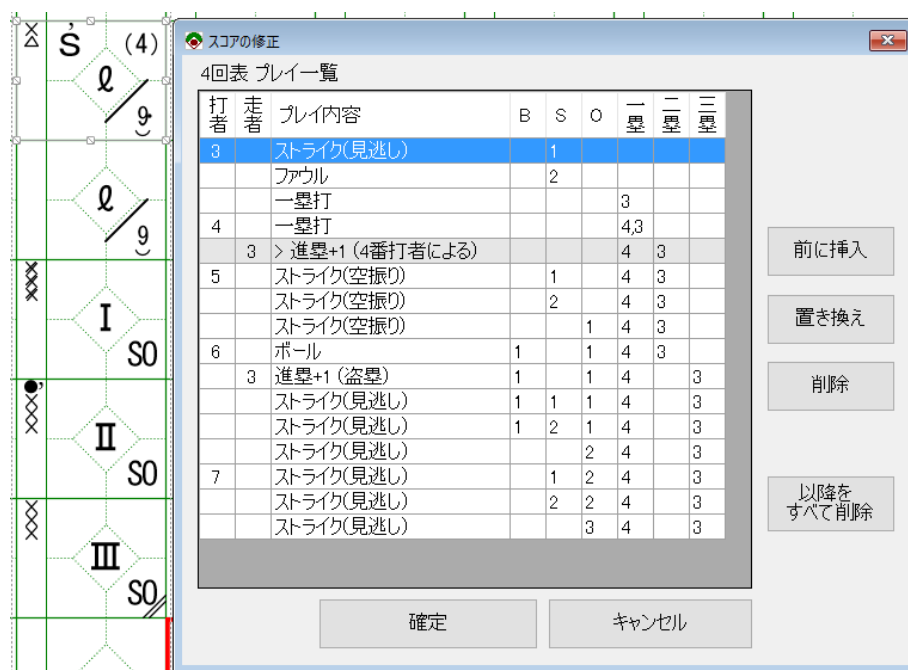 スコアの修正
4回表 プレイ一覧
打者 走者 プレイ内容 B S O 一塁 二塁 三塁
3 ストライク(見逃し) 1
ファウル 2
一塁打 3
4 一塁打 4,3
3 > 進塁+1 (4番打者による) 4 3
5 ストライク(空振り) 1 4 3
ストライク(空振り) 2 4 3
ストライク(空振り) 1 4 3
6 ボール 1 1 4 3
3 進塁+1 (盗塁) 1 1 4 3
ストライク(見逃し) 1 1 1 4 3
ストライク(見逃し) 1 2 1 4 3
ストライク(見逃し) 2 4 3
7 ストライク(見逃し) 1 2 4 3
ストライク(見逃し) 2 2 4 3
ストライク(見逃し) 3 4 3
前に挿入
置き換え
削除
以降を
すべて削除
確定 キャンセル
S (4)
ℓ
9
ℓ
9
I
SO
II
SO
III
SO